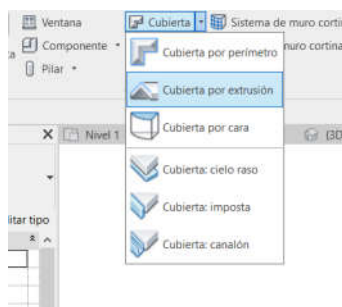 Ventana
Cubierta
Sistema de muro corti
Componente
muro cortina
Pilar
Cubierta por perímetro
Cubierta por extrusión
Nivel 1
Cubierta por cara
(3D
Cubierta: cielo raso
itar tipo
Cubierta: imposta
Cubierta: canalón